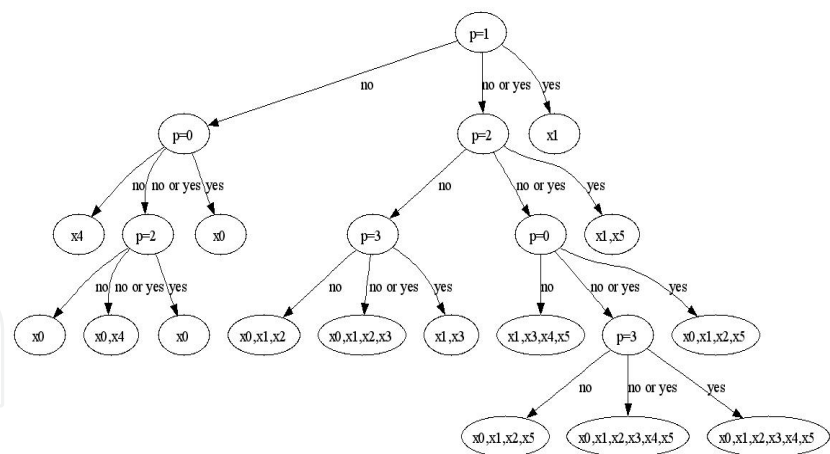 p=1
no
no or yes
yes
p=0
p=2
x1
no
no or yes
yes
no
no or yes
yes
x4
p=2
x0
p=3
p=0
x1,x5
no
no or yes
yes
no
no or yes
yes
no
no or yes
yes
x0
x0,x4
x0
x0,x1,x2
x0,x1,x2,x3
x1,x3
x1,x3,x4,x5
p=3
x0,x1,x2,x5
no
no or yes
yes
x0,x1,x2,x5
x0,x1,x2,x3,x4,x5
x0,x1,x2,x3,x4,x5